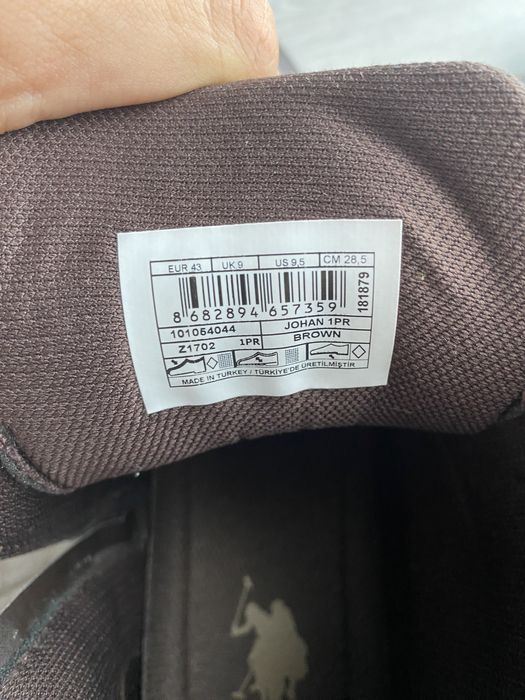 EUR 43 UK 9 US 9,5 CM 28,5
8 682894 657359
181879
101054044 JOHAN 1PR
Z1702 1PR BROWN
MADE IN TURKEY / TÜRKİYE'DE ÜRETİLMİŞTİR